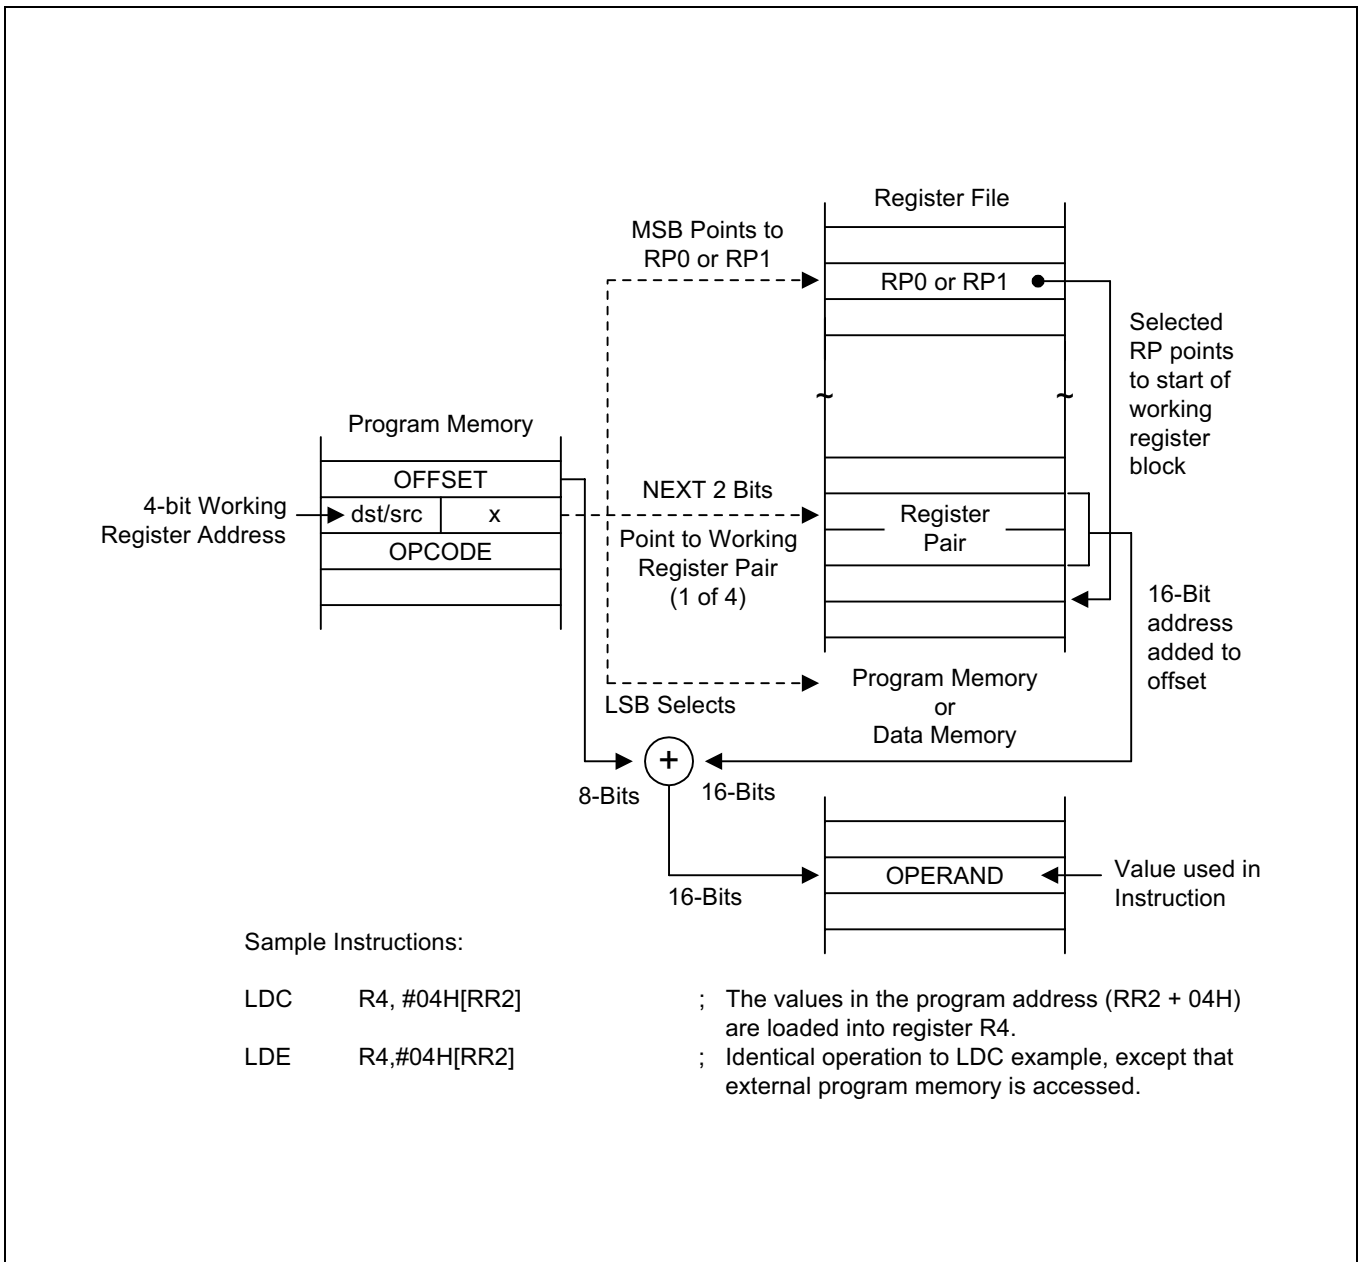 Register File
MSB Points to
RP0 or RP1
RP0 or RP1
Selected
RP points
to start of
working
register
block
Program Memory
OFFSET
4-bit Working
Register Address
dst/src
x
OPCODE
NEXT 2 Bits
Point to Working
Register Pair
(1 of 4)
Register
Pair
16-Bit
address
added to
offset
LSB Selects
Program Memory
or
Data Memory
+
8-Bits
16-Bits
16-Bits
OPERAND
Value used in
Instruction
Sample Instructions:
LDC R4, #04H[RR2] ; The values in the program address (RR2 + 04H)
are loaded into register R4.
LDE R4,#04H[RR2] ; Identical operation to LDC example, except that
external program memory is accessed.